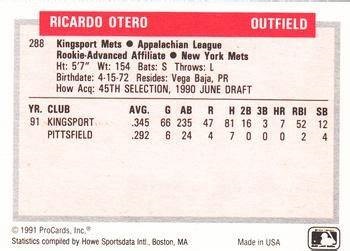 RICARDO OTERO OUTFIELD
288 Kingsport Mets ● Appalachian League
Rookie-Advanced Affiliate ● New York Mets
Ht: 5'7" Wt: 154 Bats: S Throws: L
Birthdate: 4-15-72 Resides: Vega Baja, PR
How Acq: 45TH SELECTION, 1990 JUNE DRAFT
YR. CLUB AVG. G AB R H 2B 3B HR RBI SB
91 KINGSPORT .345 66 235 47 81 16 3 7 52 12
PITTSFIELD .292 6 24 4 7 0 0 0 2 4
© 1991 ProCards, Inc.®
Statistics compiled by Howe Sportsdata Intl., Boston, MA Made in USA